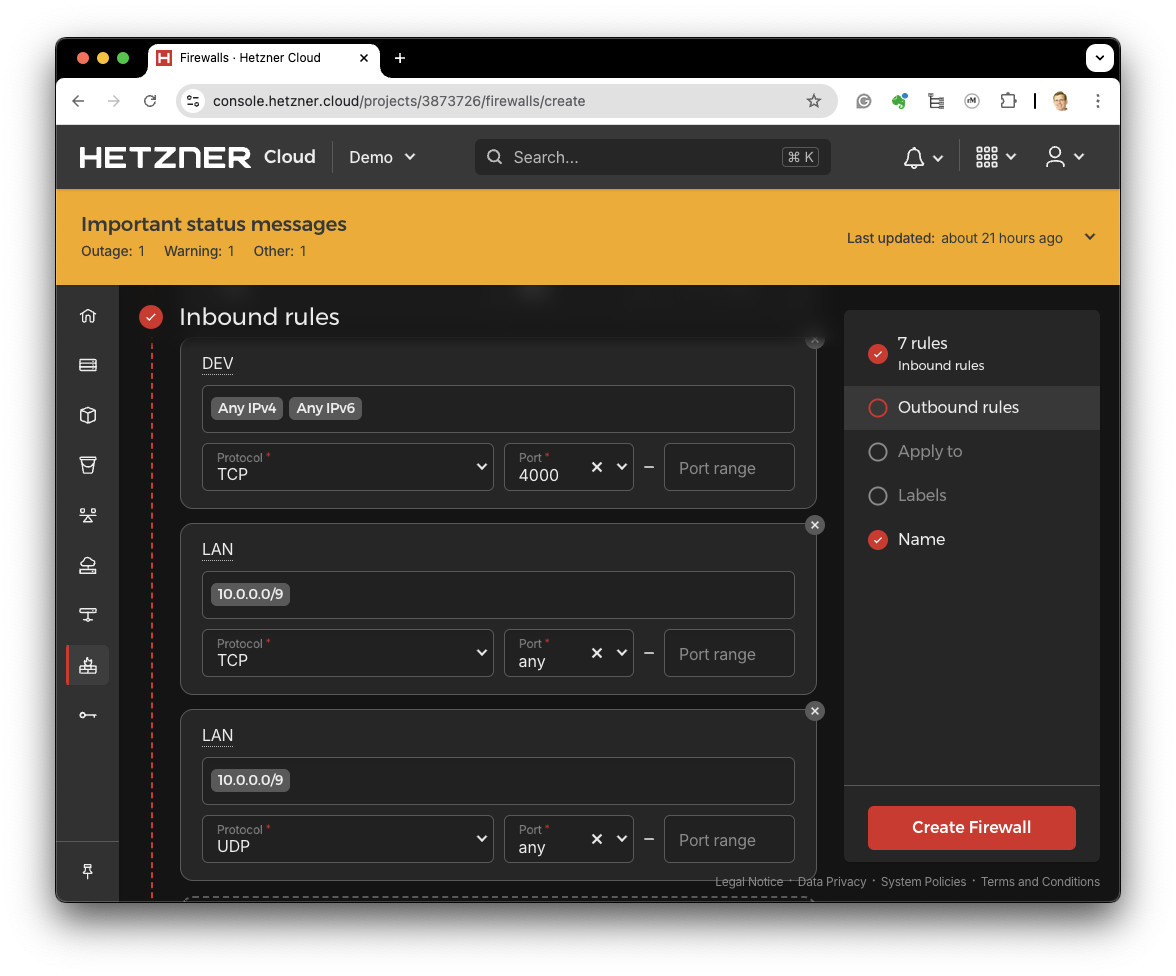 Firewalls · Hetzner Cloud
console.hetzner.cloud/projects/3873726/firewalls/create
HETZNER Cloud
Demo
Search...
⌘ K
Important status messages
Outage: 1 Warning: 1 Other: 1
Last updated: about 21 hours ago
Inbound rules
DEV
Any IPv4 Any IPv6
Protocol *
TCP
Port *
4000
–
Port range
LAN
10.0.0.0/9
Protocol *
TCP
Port *
any
–
Port range
LAN
10.0.0.0/9
Protocol *
UDP
Port *
any
–
Port range
7 rules
Inbound rules
Outbound rules
Apply to
Labels
Name
Create Firewall
Legal Notice · Data Privacy · System Policies · Terms and Conditions